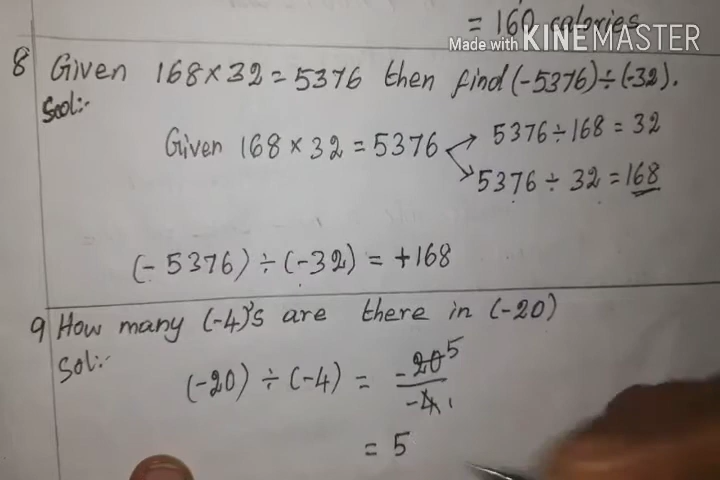 = 160 calories
Made with KINEMASTER
8 Given 168 × 32 = 5376 then find (-5376) ÷ (-32).
Sool:-
Given 168 × 32 = 5376
5376 ÷ 168 = 32
5376 ÷ 32 = 168
(- 5376) ÷ (-32) = +168
9 How many (-4)'s are there in (-20)
Sol:-
(-20) ÷ (-4) = -20 5
-4 1
= 5